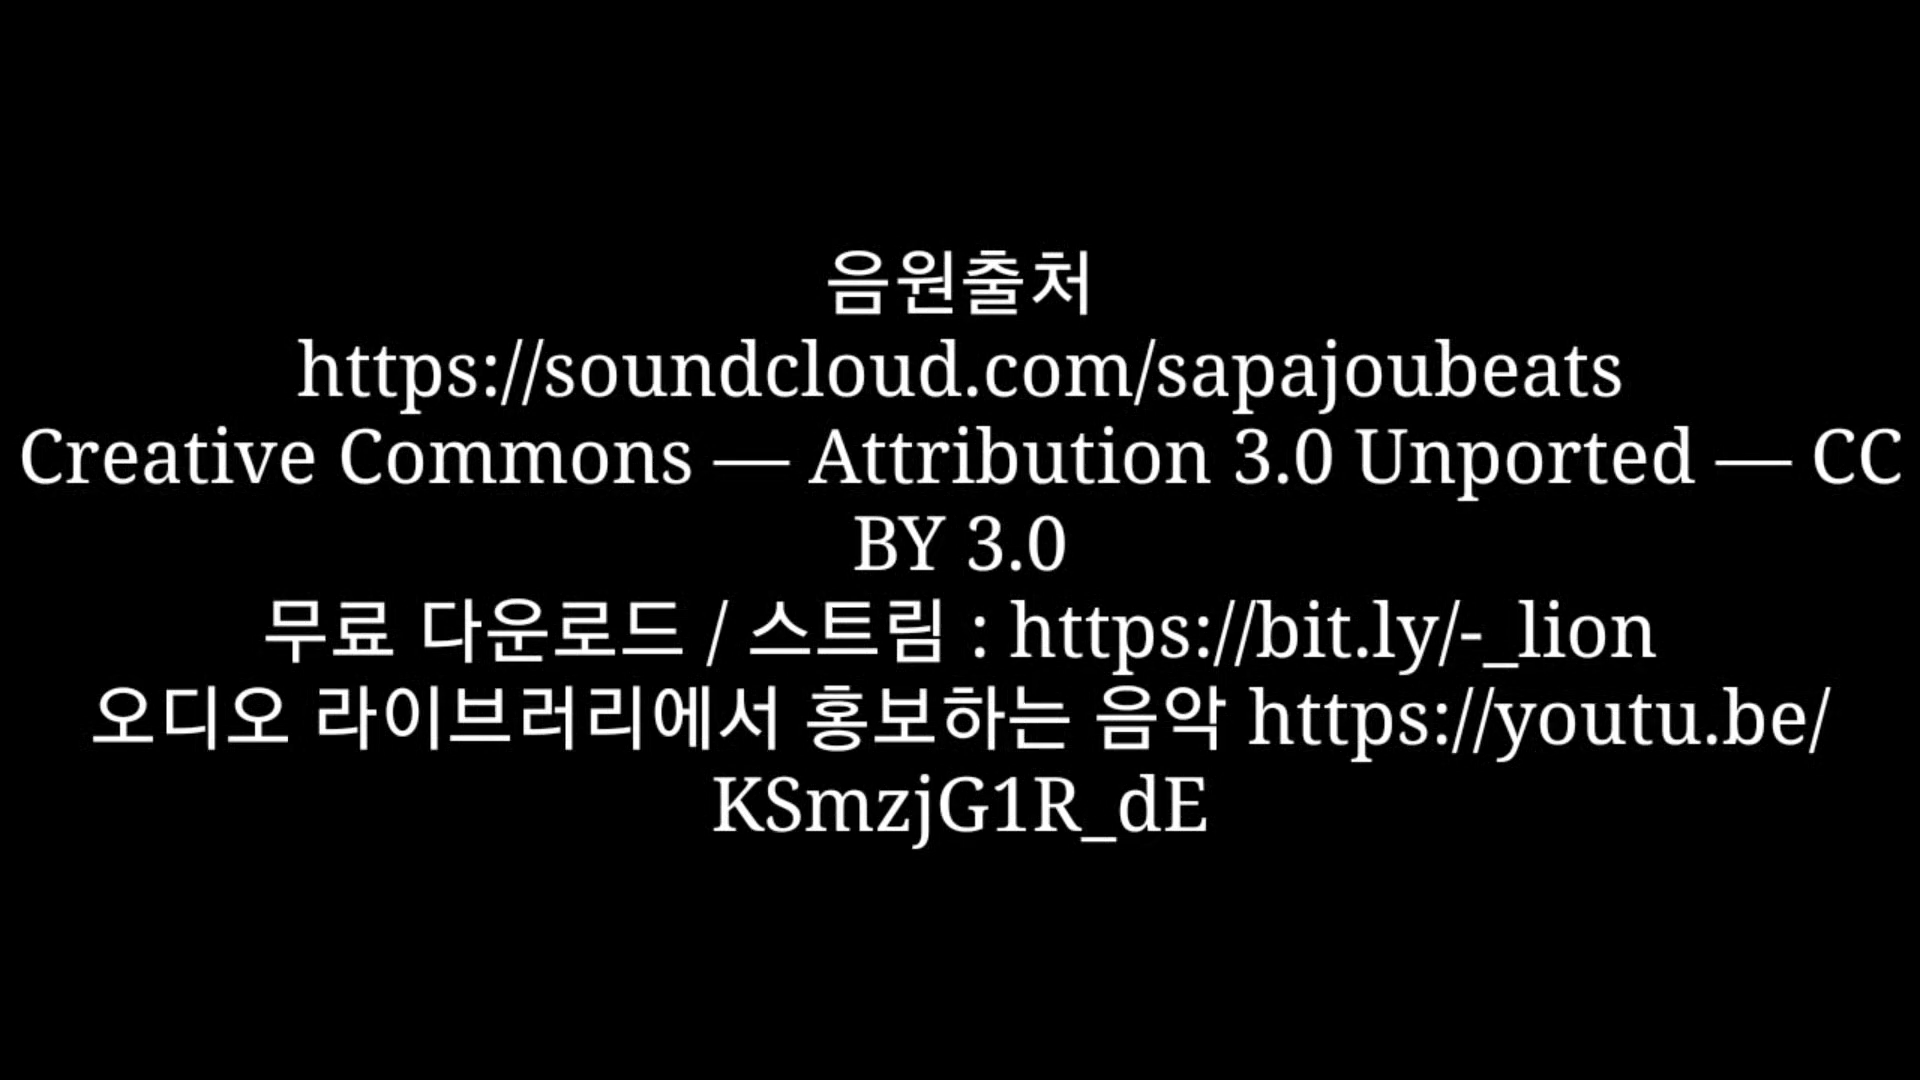 음원출처
https://soundcloud.com/sapajoubeats
Creative Commons — Attribution 3.0 Unported — CC
BY 3.0
무료 다운로드 / 스트림 : https://bit.ly/-_lion
오디오 라이브러리에서 홍보하는 음악 https://youtu.be/
KSmzjG1R_dE